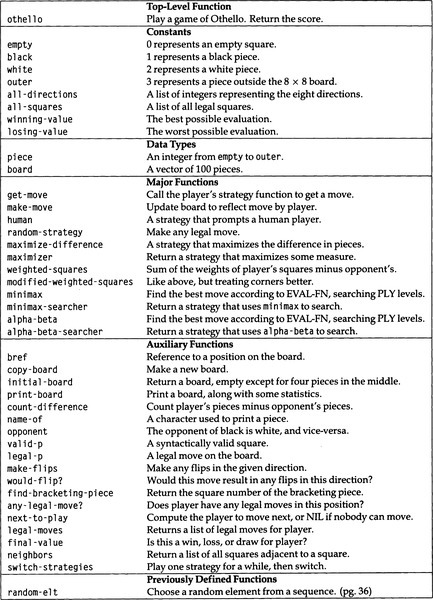 Top-Level Function
othello Play a game of Othello. Return the score.
Constants
empty 0 represents an empty square.
black 1 represents a black piece.
white 2 represents a white piece.
outer 3 represents a piece outside the 8 × 8 board.
all-directions A list of integers representing the eight directions.
all-squares A list of all legal squares.
winning-value The best possible evaluation.
losing-value The worst possible evaluation.
Data Types
piece An integer from empty to outer.
board A vector of 100 pieces.
Major Functions
get-move Call the player's strategy function to get a move.
make-move Update board to reflect move by player.
human A strategy that prompts a human player.
random-strategy Make any legal move.
maximize-difference A strategy that maximizes the difference in pieces.
maximizer Return a strategy that maximizes some measure.
weighted-squares Sum of the weights of player's squares minus opponent's.
modified-weighted-squares Like above, but treating corners better.
minimax Find the best move according to EVAL-FN, searching PLY levels.
minimax-searcher Return a strategy that uses minimax to search.
alpha-beta Find the best move according to EVAL-FN, searching PLY levels.
alpha-beta-searcher Return a strategy that uses alpha-beta to search.
Auxiliary Functions
bref Reference to a position on the board.
copy-board Make a new board.
initial-board Return a board, empty except for four pieces in the middle.
print-board Print a board, along with some statistics.
count-difference Count player's pieces minus opponent's pieces.
name-of A character used to print a piece.
opponent The opponent of black is white, and vice-versa.
valid-p A syntactically valid square.
legal-p A legal move on the board.
make-flips Make any flips in the given direction.
would-flip? Would this move result in any flips in this direction?
find-bracketing-piece Return the square number of the bracketing piece.
any-legal-move? Does player have any legal moves in this position?
next-to-play Compute the player to move next, or NIL if nobody can move.
legal-moves Returns a list of legal moves for player.
final-value Is this a win, loss, or draw for player?
neighbors Return a list of all squares adjacent to a square.
switch-strategies Play one strategy for a while, then switch.
Previously Defined Functions
random-elt Choose a random element from a sequence. (pg. 36)